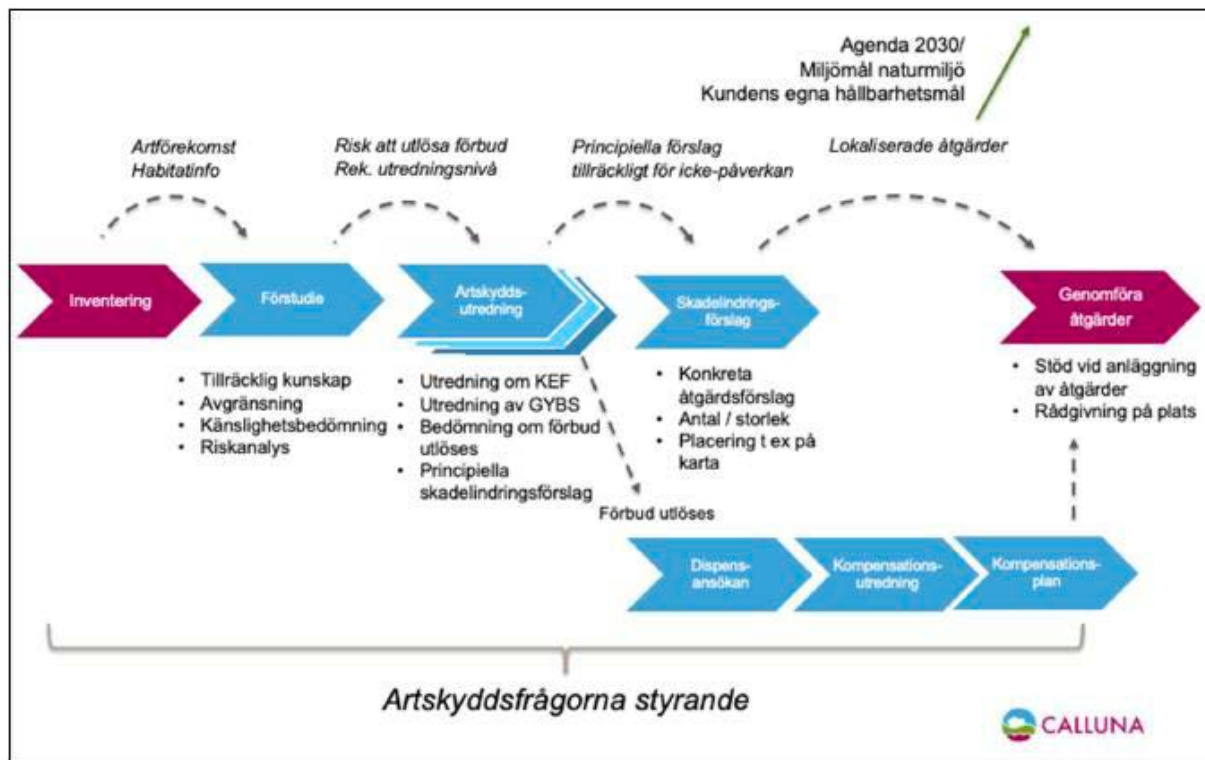 Agenda 2030/
Miljömål naturmiljö
Kundens egna hållbarhetsmål
Artförekomst
Habitatinfo
Risk att utlösa förbud
Rek. utredningsnivå
Principiella förslag
tillräckligt för icke-påverkan
Lokaliserade åtgärder
Inventering
Förstudie
Artskydds-
utredning
Skadelindrings-
förslag
Genomföra
åtgärder
• Tillräcklig kunskap
• Avgränsning
• Känslighetsbedömning
• Riskanalys
• Utredning om KEF
• Utredning av GYBS
• Bedömning om förbud
utlöses
• Principiella
skadelindringsförslag
• Konkreta
åtgärdsförslag
• Antal / storlek
• Placering t ex på
karta
• Stöd vid anläggning
av åtgärder
• Rådgivning på plats
Förbud utlöses
Dispens-
ansökan
Kompensations-
utredning
Kompensations-
plan
Artskyddsfrågorna styrande
CALLUNA